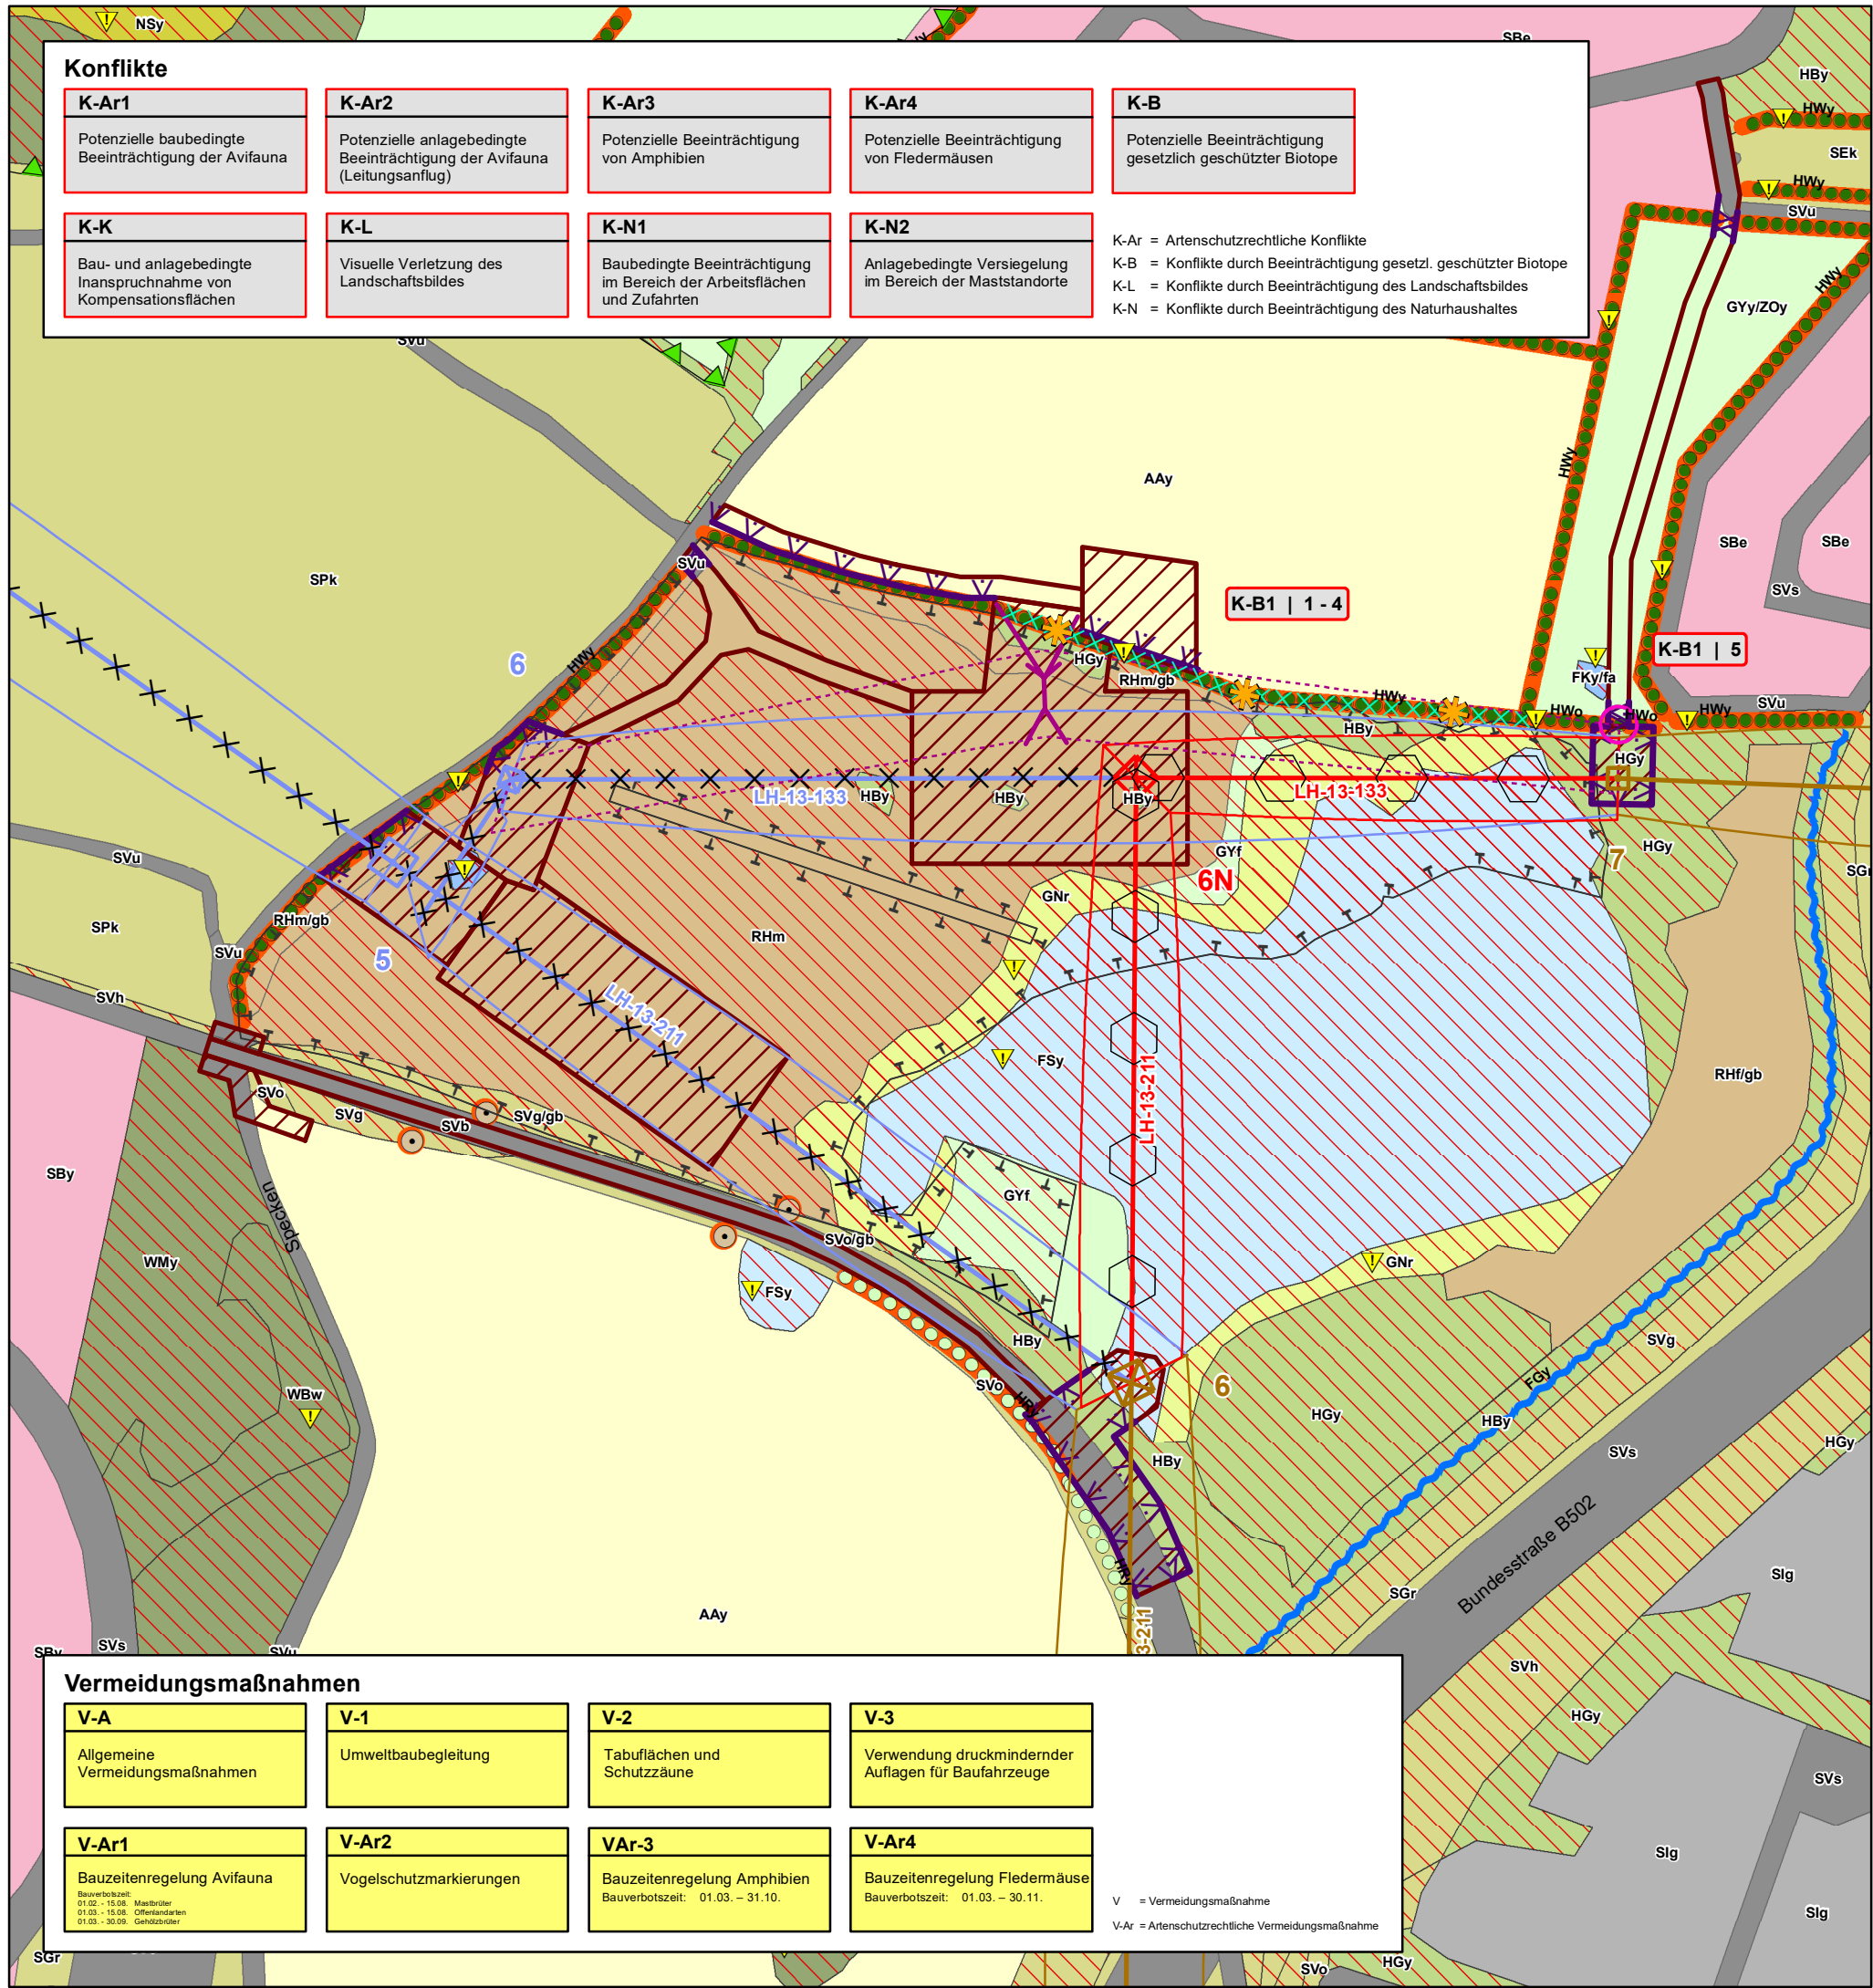 NSy
SBe
Konflikte
K-Ar1
Potenzielle baubedingte
Beeinträchtigung der Avifauna
K-Ar2
Potenzielle anlagebedingte
Beeinträchtigung der Avifauna
(Leitungsanflug)
K-Ar3
Potenzielle Beeinträchtigung
von Amphibien
K-Ar4
Potenzielle Beeinträchtigung
von Fledermäusen
K-B
Potenzielle Beeinträchtigung
gesetzlich geschützter Biotope
K-K
Bau- und anlagebedingte
Inanspruchnahme von
Kompensationsflächen
K-L
Visuelle Verletzung des
Landschaftsbildes
K-N1
Baubedingte Beeinträchtigung
im Bereich der Arbeitsflächen
und Zufahrten
K-N2
Anlagebedingte Versiegelung
im Bereich der Maststandorte
K-Ar = Artenschutzrechtliche Konflikte
K-B = Konflikte durch Beeinträchtigung gesetzl. geschützter Biotope
K-L = Konflikte durch Beeinträchtigung des Landschaftsbildes
K-N = Konflikte durch Beeinträchtigung des Naturhaushaltes
HBy
HWy
SEk
HWy
SVu
HWy
GYy/ZOy
SVu
AAy
HWy
SBe
SBe
SPk
SVu
SVs
K-B1 | 1 - 4
K-B1 | 5
6
HWy
HGy
RHm/gb
FKy/fa
HWy
HWo
HWo
HWy
SVu
HBy
HGy
LH-13-133
HBy
HBy
HBy
LH-13-133
SVu
GYf
7
HGy
SGr
6N
GNr
SPk
RHm/gb
RHm
SVu
5
SVh
LH-13-211
FSy
LH-13-211
RHf/gb
SVo
SVg
SVb
SVg/gb
SBy
Specken
GYf
SVo/gb
WMy
FSy
GNr
HBy
SVg
SVo
HRy
6
FGy
WBw
HGy
HBy
SVs
HGy
HBy
Bundesstraße B502
HRy
SIg
SGr
AAy
3-211
SBy
SVs
SVu
SVh
HGy
SVs
SIg
SIg
Vermeidungsmaßnahmen
V-A
Allgemeine
Vermeidungsmaßnahmen
V-1
Umweltbaubegleitung
V-2
Tabuflächen und
Schutzzäune
V-3
Verwendung druckmindernder
Auflagen für Baufahrzeuge
V-Ar1
Bauzeitenregelung Avifauna
Bauverbotszeit:
01.02. - 15.08. Mastbrüter
01.03. - 15.08. Offenlandarten
01.03. - 30.09. Gehölzbrüter
V-Ar2
Vogelschutzmarkierungen
VAr-3
Bauzeitenregelung Amphibien
Bauverbotszeit: 01.03. – 31.10.
V-Ar4
Bauzeitenregelung Fledermäuse
Bauverbotszeit: 01.03. – 30.11.
V = Vermeidungsmaßnahme
V-Ar = Artenschutzrechtliche Vermeidungsmaßnahme
SGr
SVo
HGy